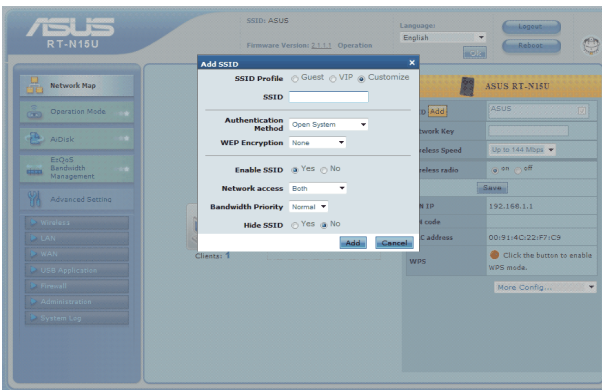 ASUS
RT-N15U
SSID: ASUS
Firmware Version: 2.1.1.1 Operation
Language:
English
Logout
Reboot
Network Map
Operation Mode
AiDisk
EzQoS
Bandwidth
Management
Advanced Setting
Wireless
LAN
WAN
USB Application
Firewall
Administration
System Log
Add SSID ×
SSID Profile Guest VIP Customize
SSID
Authentication
Method Open System
WEP Encryption None
Enable SSID Yes No
Network access Both
Bandwidth Priority Normal
Hide SSID Yes No
Add Cancel
Clients: 1
ASUS RT-N15U
Add ASUS
Key
Speed Up to 144 Mbps
radio on off
Save
IP 192.168.1.1
code
address 00:91:4C:22:F7:C9
WPS Click the button to enable
WPS mode.
More Config...